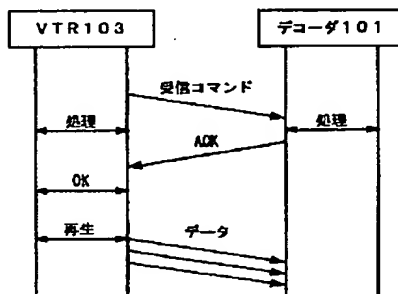 VTR103
デコーダ101
受信コマンド
処理
処理
ACK
OK
再生
データ